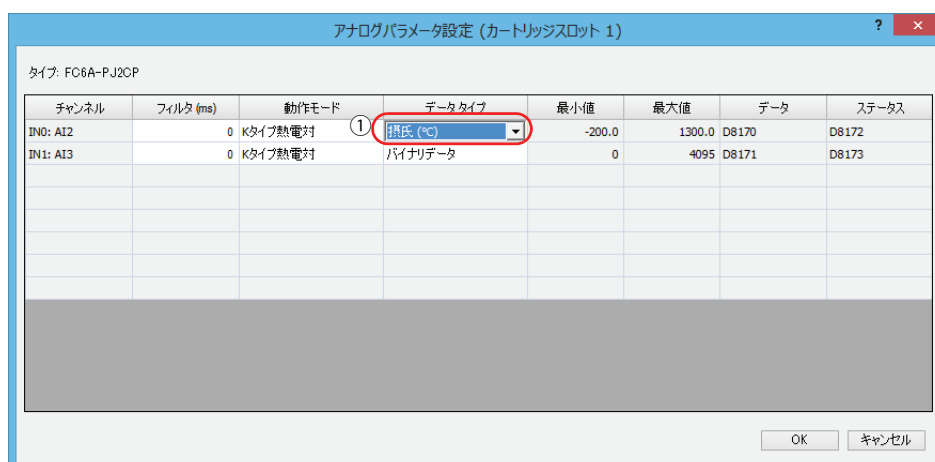 アナログパラメータ設定 (カートリッジスロット 1)
? ×
タイプ: FC6A-PJ2CP
チャンネル フィルタ (ms) 動作モード データタイプ 最小値 最大値 データ ステータス
IN0: AI2 0 Kタイプ熱電対 ① 摂氏 (℃) -200.0 1300.0 D8170 D8172
IN1: AI3 0 Kタイプ熱電対 バイナリデータ 0 4095 D8171 D8173
OK キャンセル